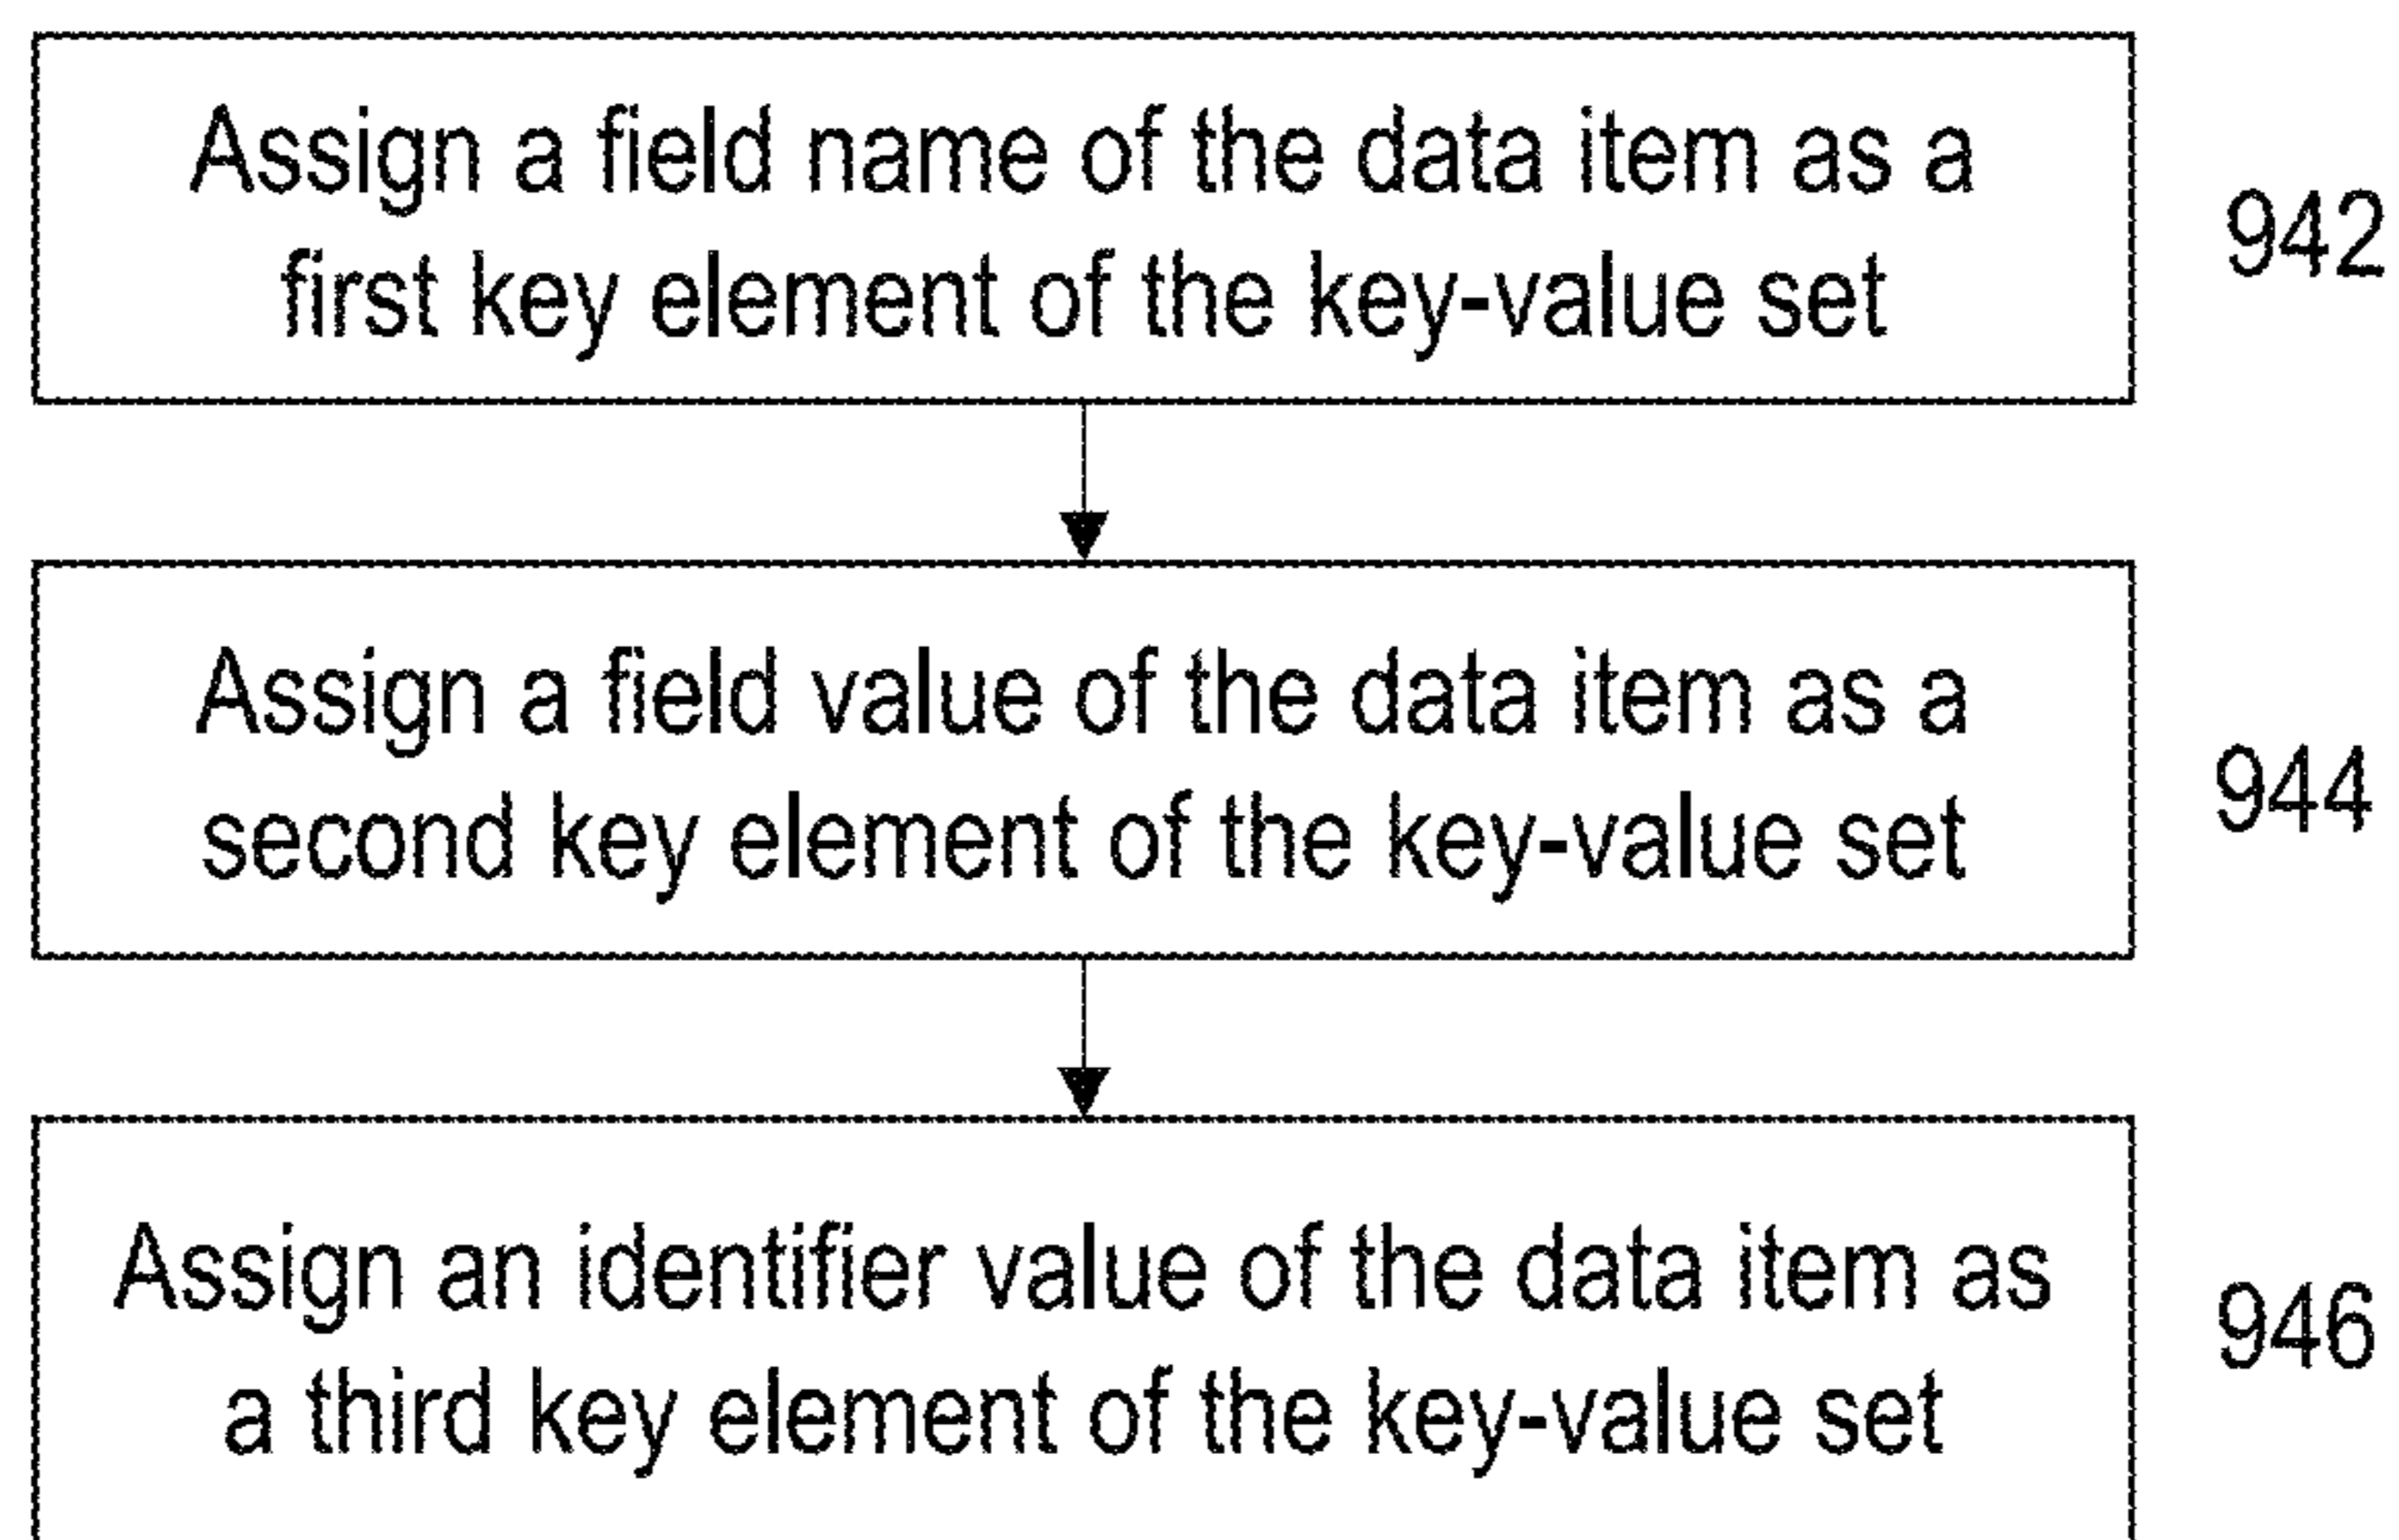 Assign a field name of the data item as a
first key element of the key-value set
942
Assign a field value of the data item as a
second key element of the key-value set
944
Assign an identifier value of the data item as
a third key element of the key-value set
946